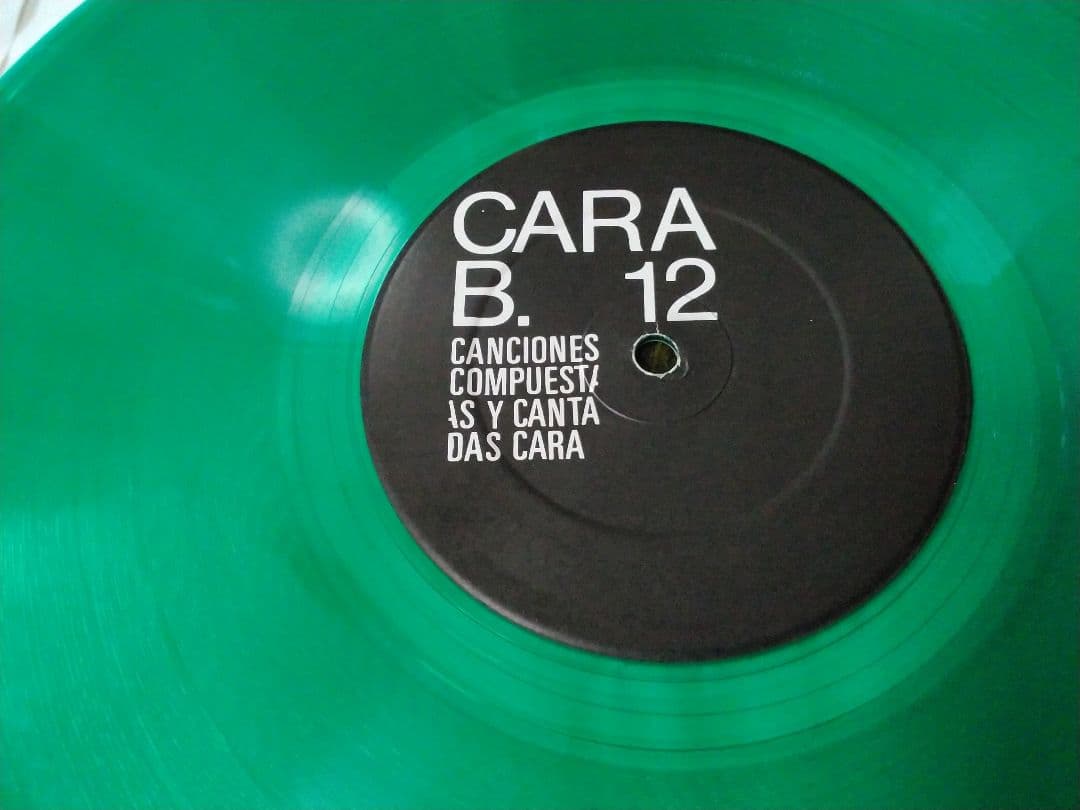 CARA
B. 12
CANCIONES
COMPUESTA
AS Y CANTA
DAS CARA